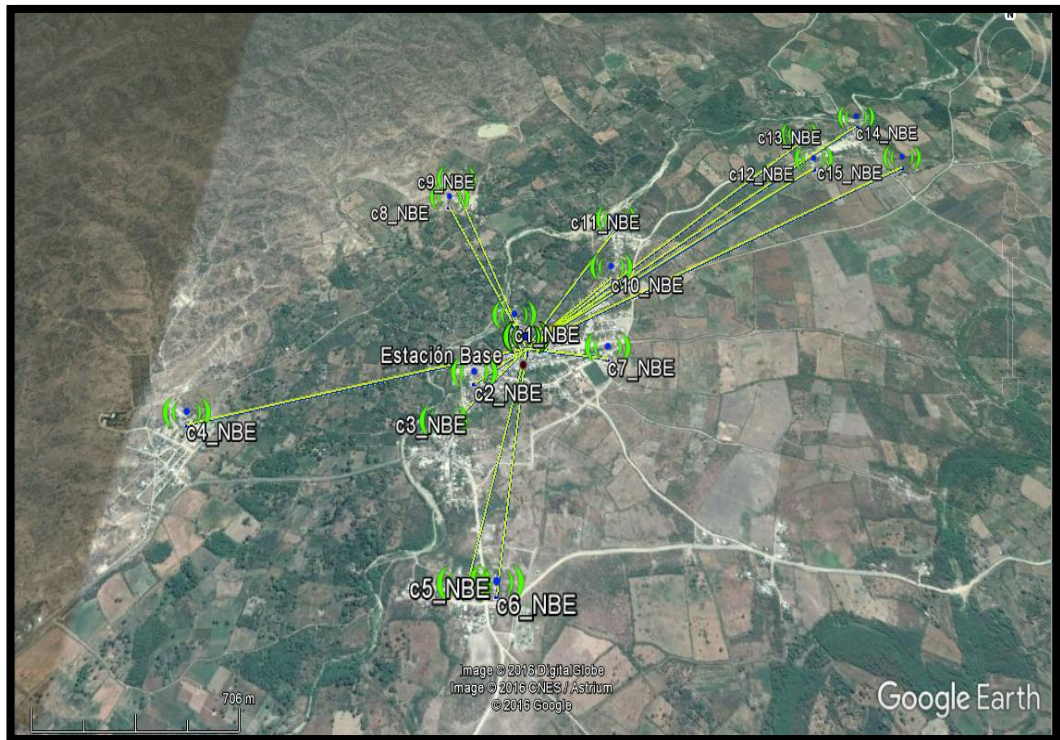 N
c13_NBE
c14_NBE
c12_NBE
c15_NBE
c9_NBE
c8_NBE
c11_NBE
c10_NBE
c1_NBE
Estación Base
c7_NBE
c2_NBE
c3_NBE
c4_NBE
c5_NBE
c6_NBE
Image © 2016 DigitalGlobe
Image © 2016 CNES / Astrium
© 2016 Google
706 m
Google Earth